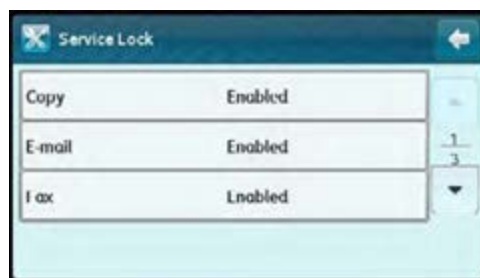 Service Lock
Copy Enabled
E-mail Enabled
Fax Enabled
1
3